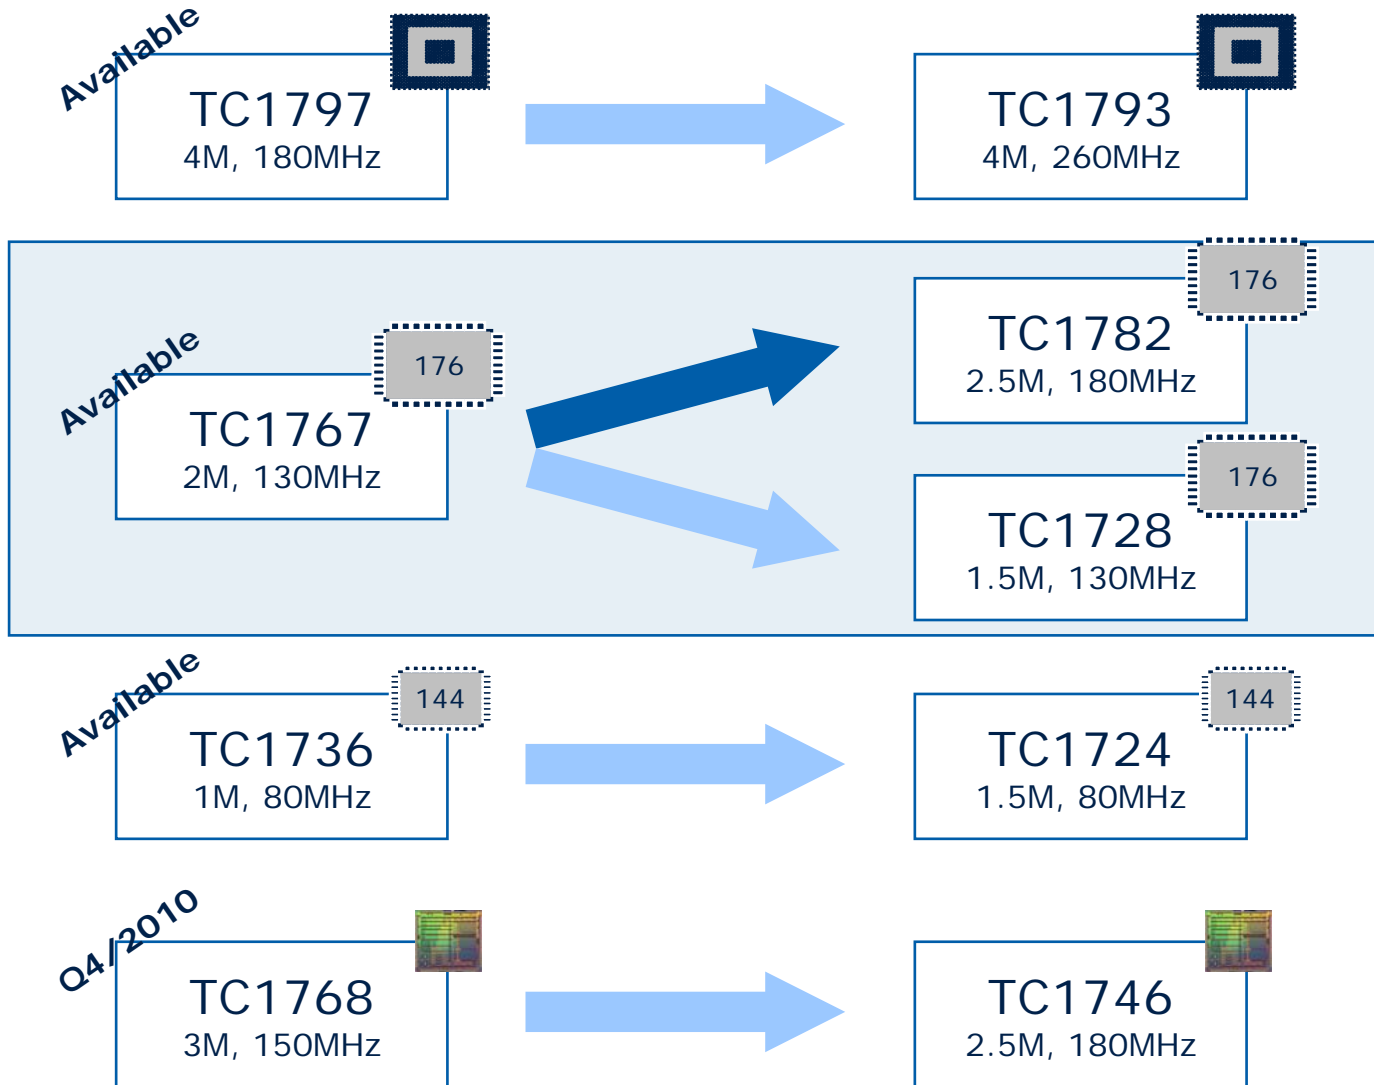 Available
TC1797
4M, 180MHz
TC1793
4M, 260MHz
Available
176
TC1767
2M, 130MHz
176
TC1782
2.5M, 180MHz
176
TC1728
1.5M, 130MHz
Available
144
TC1736
1M, 80MHz
144
TC1724
1.5M, 80MHz
Q4/2010
TC1768
3M, 150MHz
TC1746
2.5M, 180MHz